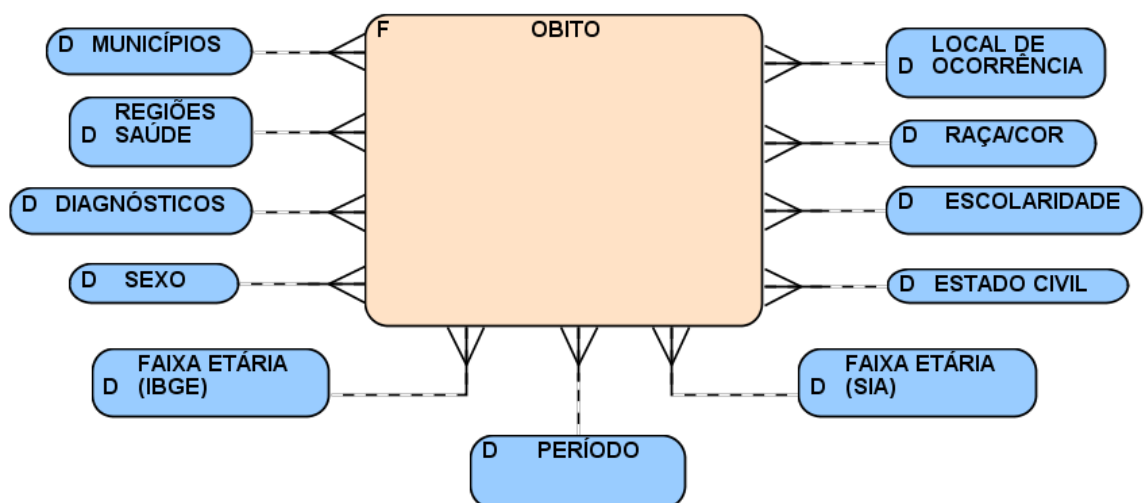 F OBITO
D MUNICÍPIOS
REGIÕES
D SAÚDE
D DIAGNÓSTICOS
D SEXO
FAIXA ETÁRIA
D (IBGE)
D PERÍODO
FAIXA ETÁRIA
D (SIA)
LOCAL DE
D OCORRÊNCIA
D RAÇA/COR
D ESCOLARIDADE
D ESTADO CIVIL